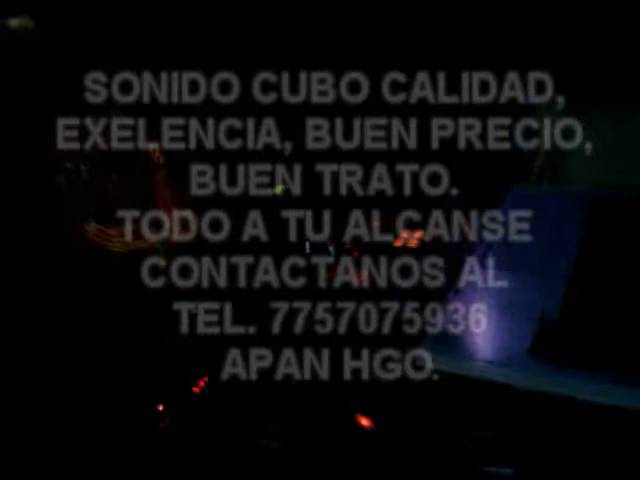 SONIDO CUBO CALIDAD,
EXELENCIA, BUEN PRECIO,
BUEN TRATO.
TODO A TU ALCANSE
CONTACTANOS AL
TEL. 7757075936
APAN HGO.